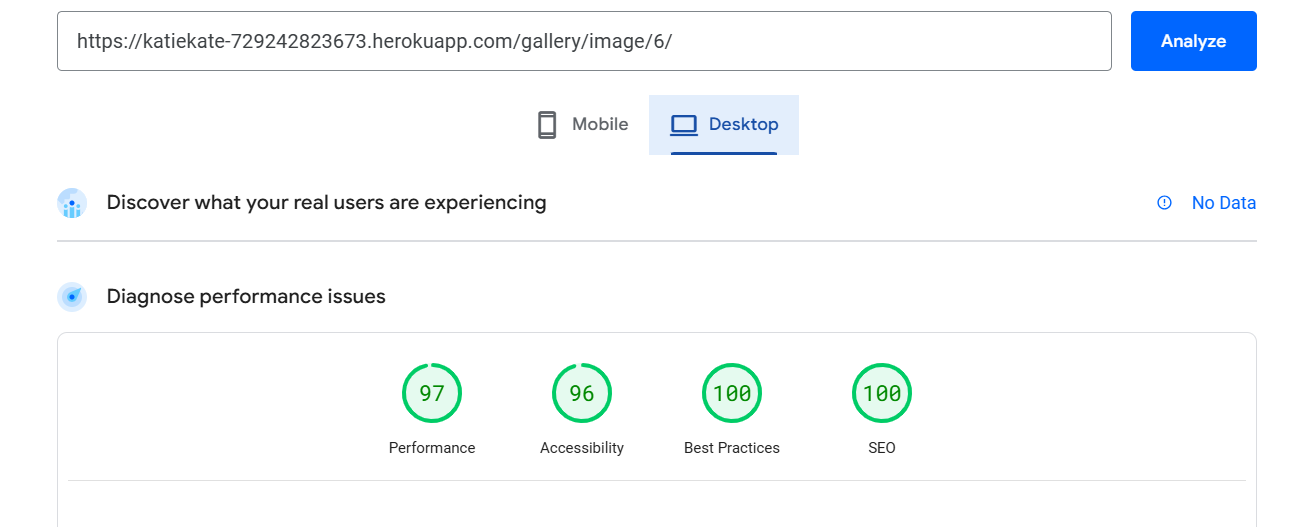 https://katiekate-729242823673.herokuapp.com/gallery/image/6/
Analyze
Mobile
Desktop
Discover what your real users are experiencing
No Data
Diagnose performance issues
97
96
100
100
Performance
Accessibility
Best Practices
SEO